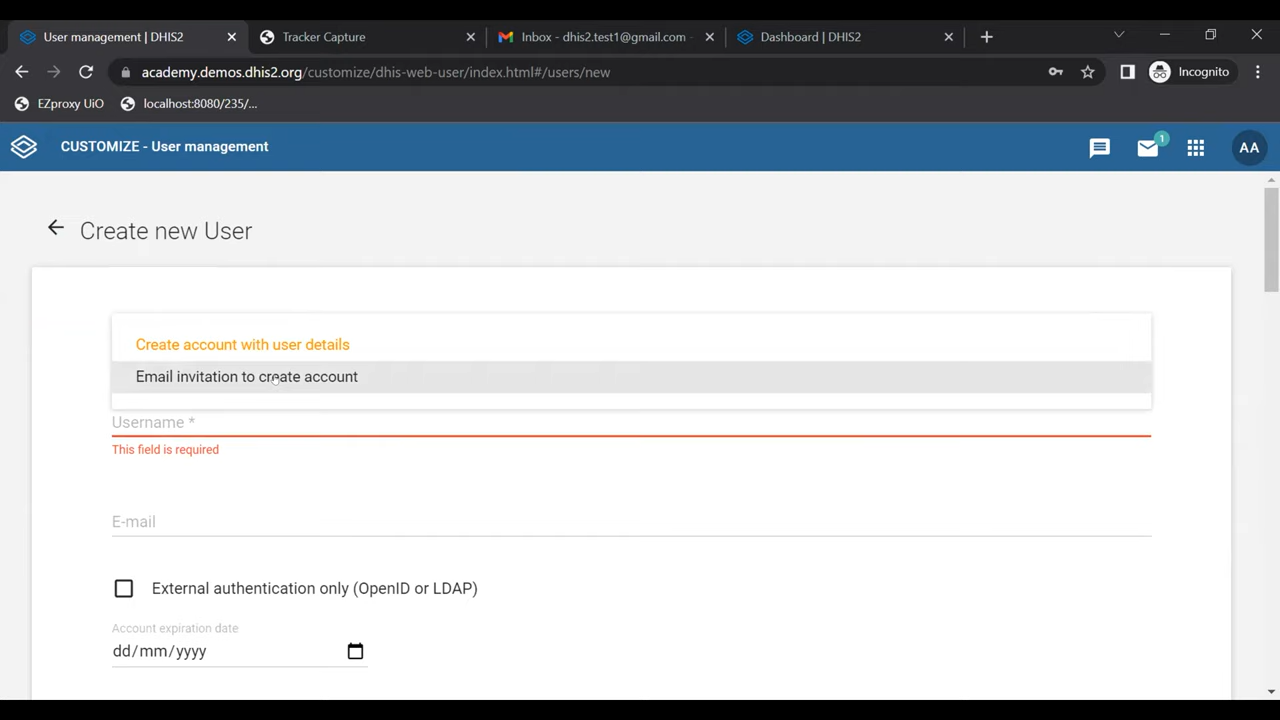 User management | DHIS2
Tracker Capture
Inbox - dhis2.test1@gmail.com -
Dashboard | DHIS2
academy.demos.dhis2.org/customize/dhis-web-user/index.html#/users/new
Incognito
EZproxy UiO
localhost:8080/235/...
CUSTOMIZE - User management
1
AA
Create new User
Create account with user details
Email invitation to create account
Username *
This field is required
E-mail
External authentication only (OpenID or LDAP)
Account expiration date
dd/mm/yyyy